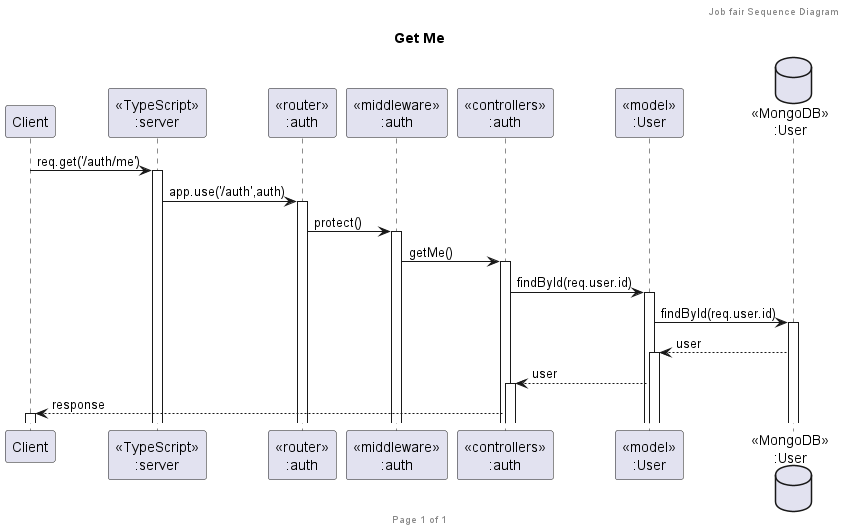 Job fair Sequence Diagram
Get Me
Client
«TypeScript»
:server
«router»
:auth
«middleware»
:auth
«controllers»
:auth
«model»
:User
«MongoDB»
:User
req.get('/auth/me')
app.use('/auth',auth)
protect()
getMe()
findById(req.user.id)
findById(req.user.id)
user
user
response
Client
«TypeScript»
:server
«router»
:auth
«middleware»
:auth
«controllers»
:auth
«model»
:User
«MongoDB»
:User
Page 1 of 1